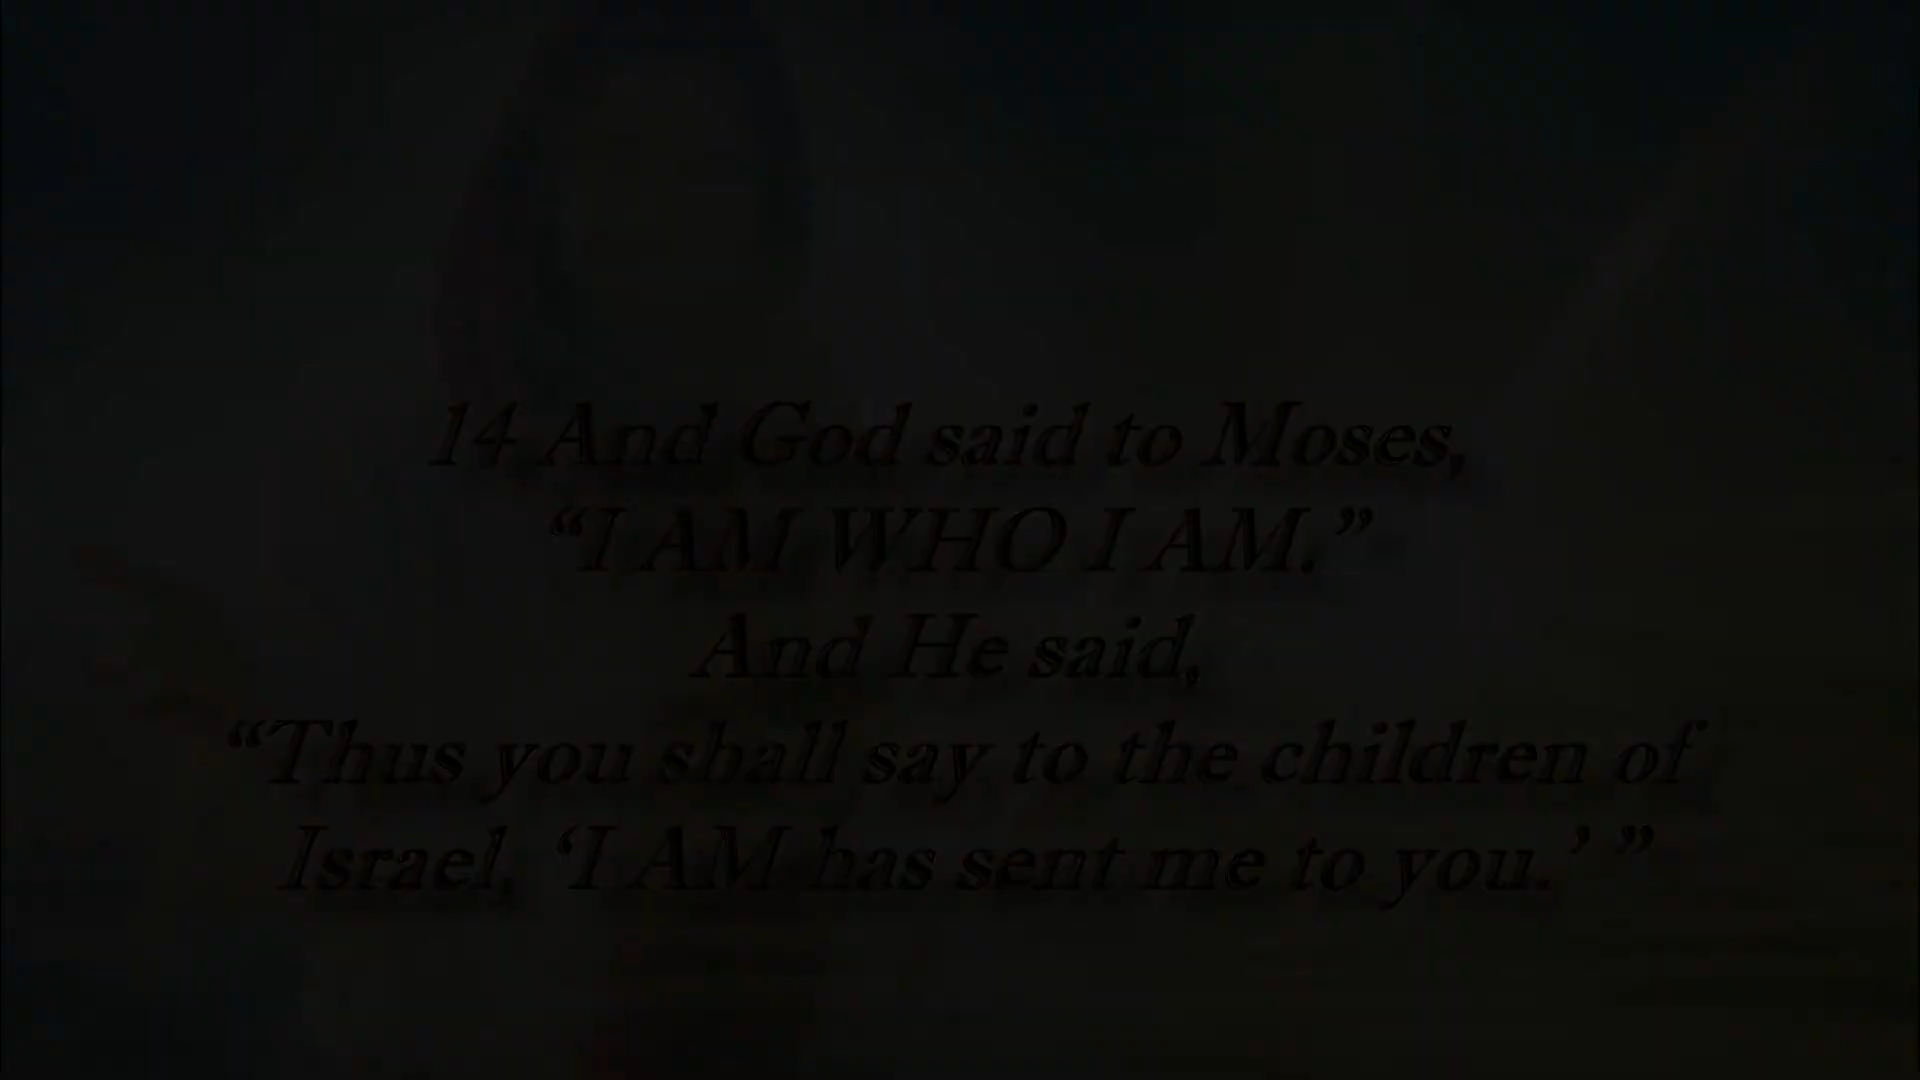 14 And God said to Moses,
“I AM WHO I AM.”
And He said,
“Thus you shall say to the children of
Israel, ‘I AM has sent me to you.’ ”